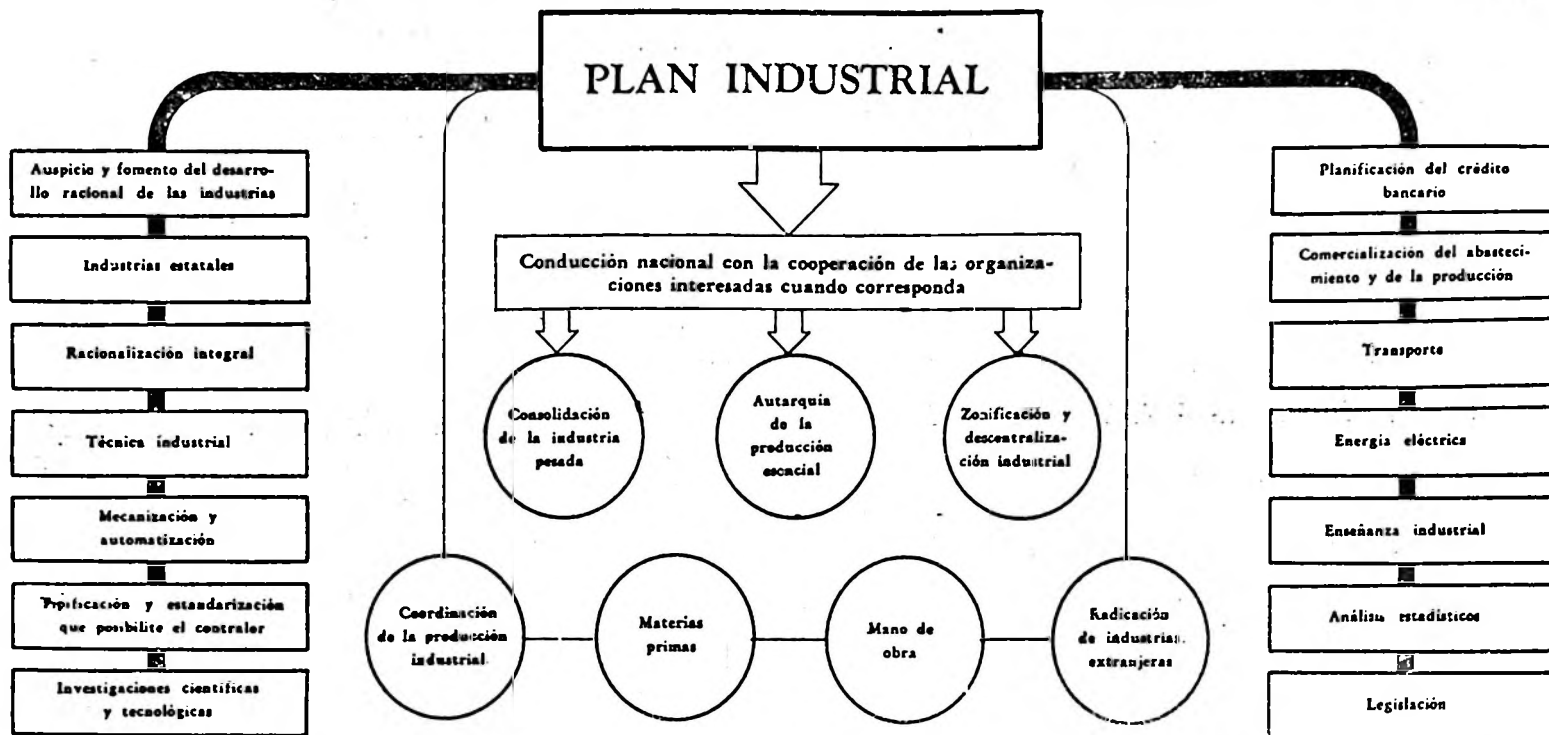 PLAN INDUSTRIAL
Auspicio y fomento del desarro-
llo racional de las industrias
Industrias estatales
Racionalización integral
Técnica industrial
Mecanización y
automatización
Tipificación y estandarización
que posibilite el contralor
Investigaciones científicas
y tecnológicas
Conducción nacional con la cooperación de las organiza-
ciones interesadas cuando corresponda
Consolidación
de la industria
pesada
Autarquía
de la
producción
esencial
Zonificación y
descentraliza-
ción industrial
Coordinación
de la producción
industrial
Materias
primas
Mano de
obra
Radicación
de industrias
extranjeras
Planificación del crédito
bancario
Comercialización del abasteci-
miento y de la producción
Transporte
Energía eléctrica
Enseñanza industrial
Análisis estadísticos
Legislación